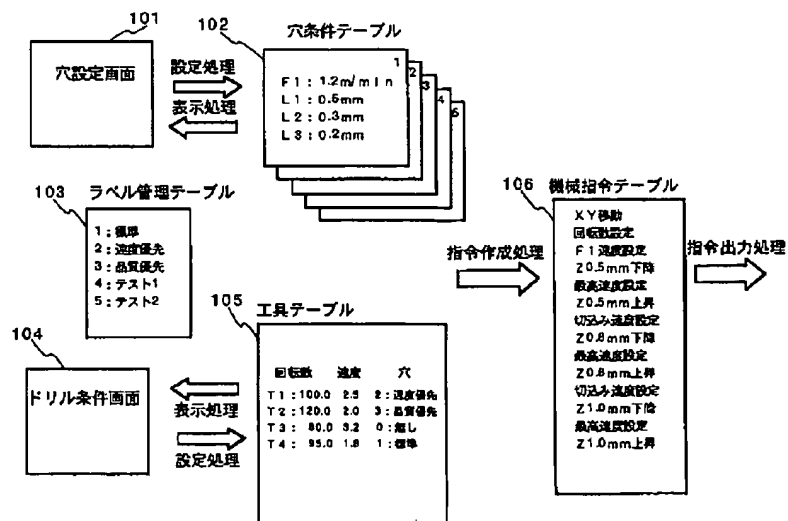 101
穴設定画面
設定処理
表示処理
102
穴条件テーブル
1
F1:1.2m/min
L1:0.5mm
L2:0.3mm
L3:0.2mm
2
3
4
5
103
ラベル管理テーブル
1:標準
2:速度優先
3:品質優先
4:テスト1
5:テスト2
104
ドリル条件画面
表示処理
設定処理
105
工具テーブル
回転数 速度 穴
T1:100.0 2.5 2:速度優先
T2:120.0 2.0 3:品質優先
T3: 80.0 3.2 0:無し
T4: 95.0 1.8 1:標準
指令作成処理
106
機械指令テーブル
XY移動
回転数設定
F1速度設定
Z0.5mm下降
最高速度設定
Z0.5mm上昇
切込み速度設定
Z0.8mm下降
最高速度設定
Z0.8mm上昇
切込み速度設定
Z1.0mm下降
最高速度設定
Z1.0mm上昇
指令出力処理